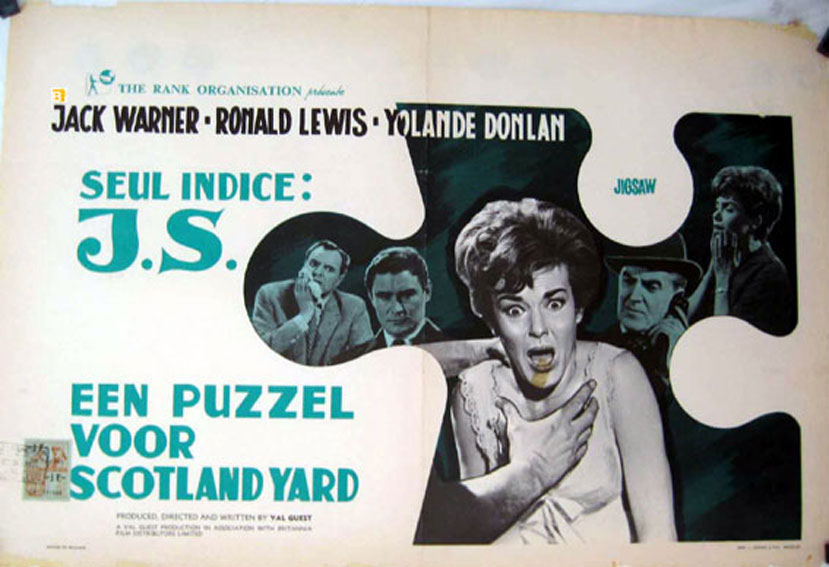 THE RANK ORGANISATION présente
JACK WARNER · RONALD LEWIS · YOLANDE DONLAN
SEUL INDICE:
J.S.
JIGSAW
EEN PUZZEL
VOOR
SCOTLAND YARD
PRODUCED, DIRECTED AND WRITTEN BY VAL GUEST
A VAL GUEST PRODUCTION IN ASSOCIATION WITH BRITANNIA
FILM DISTRIBUTORS LIMITED